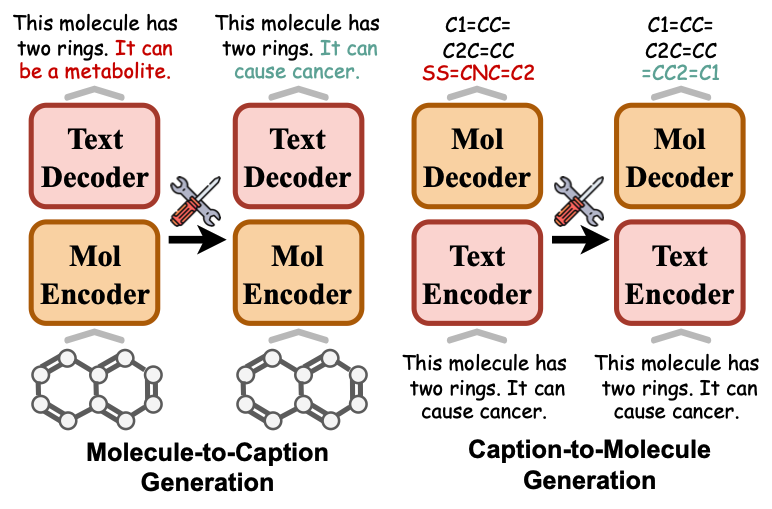 This molecule has
two rings. It can
be a metabolite.
Text
Decoder
Mol
Encoder
This molecule has
two rings. It can
cause cancer.
Text
Decoder
Mol
Encoder
Molecule-to-Caption
Generation
C1=CC=
C2C=CC
SS=CNC=C2
Mol
Decoder
Text
Encoder
This molecule has
two rings. It can
cause cancer.
C1=CC=
C2C=CC
=CC2=C1
Mol
Decoder
Text
Encoder
This molecule has
two rings. It can
cause cancer.
Caption-to-Molecule
Generation